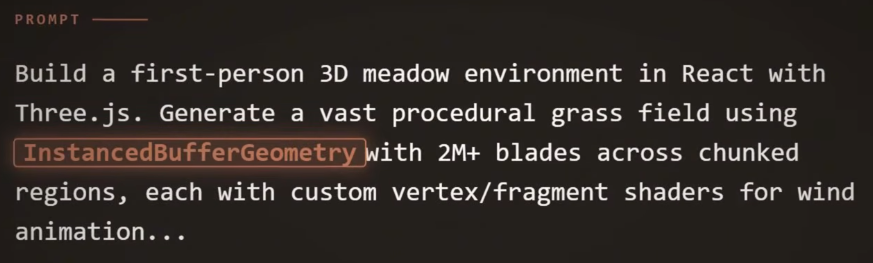 PROMPT
Build a first-person 3D meadow environment in React with
Three.js. Generate a vast procedural grass field using
InstancedBufferGeometry with 2M+ blades across chunked
regions, each with custom vertex/fragment shaders for wind
animation...